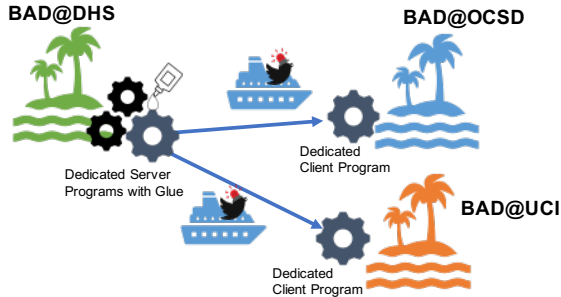 BAD@DHS
BAD@OCSD
Dedicated Server
Programs with Glue
Dedicated
Client Program
BAD@UCI
Dedicated
Client Program